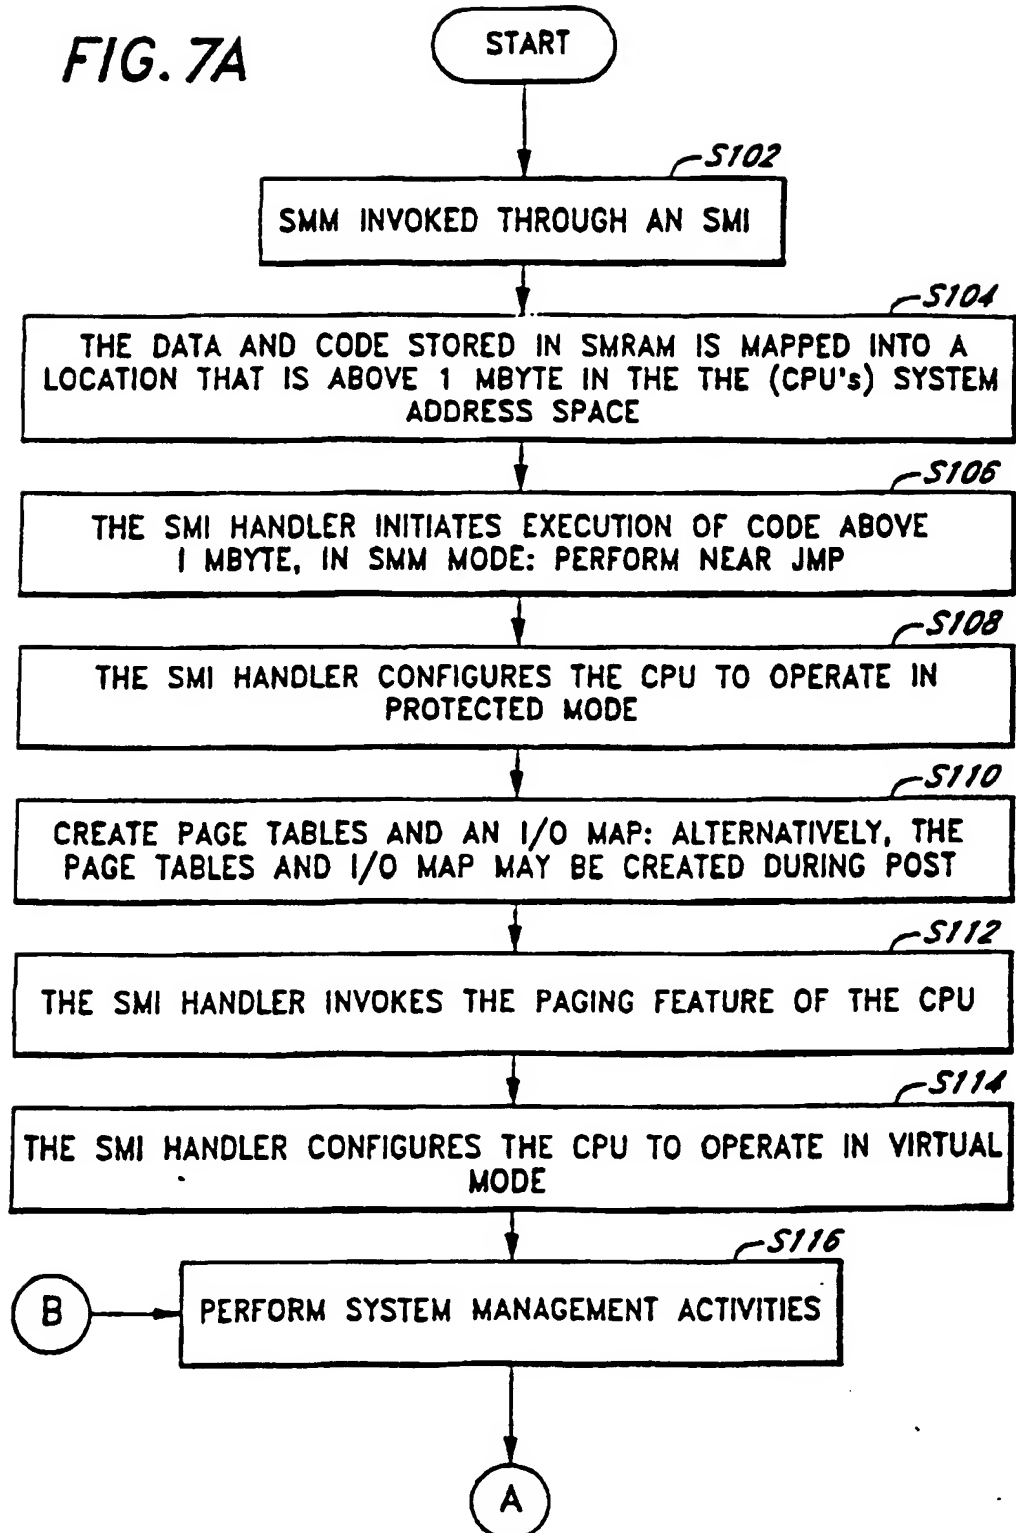 FIG. 7A
START
S102
SMM INVOKED THROUGH AN SMI
S104
THE DATA AND CODE STORED IN SMRAM IS MAPPED INTO A
LOCATION THAT IS ABOVE 1 MBYTE IN THE THE (CPU's) SYSTEM
ADDRESS SPACE
S106
THE SMI HANDLER INITIATES EXECUTION OF CODE ABOVE
1 MBYTE, IN SMM MODE: PERFORM NEAR JMP
S108
THE SMI HANDLER CONFIGURES THE CPU TO OPERATE IN
PROTECTED MODE
S110
CREATE PAGE TABLES AND AN I/O MAP: ALTERNATIVELY, THE
PAGE TABLES AND I/O MAP MAY BE CREATED DURING POST
S112
THE SMI HANDLER INVOKES THE PAGING FEATURE OF THE CPU
S114
THE SMI HANDLER CONFIGURES THE CPU TO OPERATE IN VIRTUAL
MODE
S116
B
PERFORM SYSTEM MANAGEMENT ACTIVITIES
A